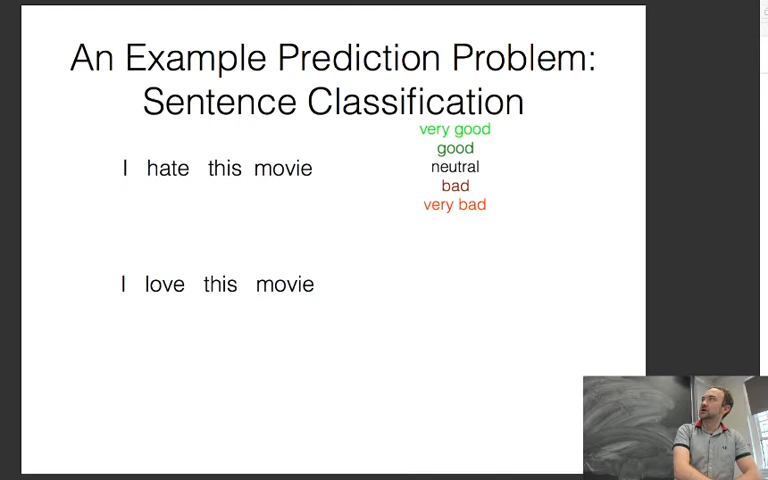 An Example Prediction Problem:
Sentence Classification
very good
good
I hate this movie neutral
bad
very bad
I love this movie